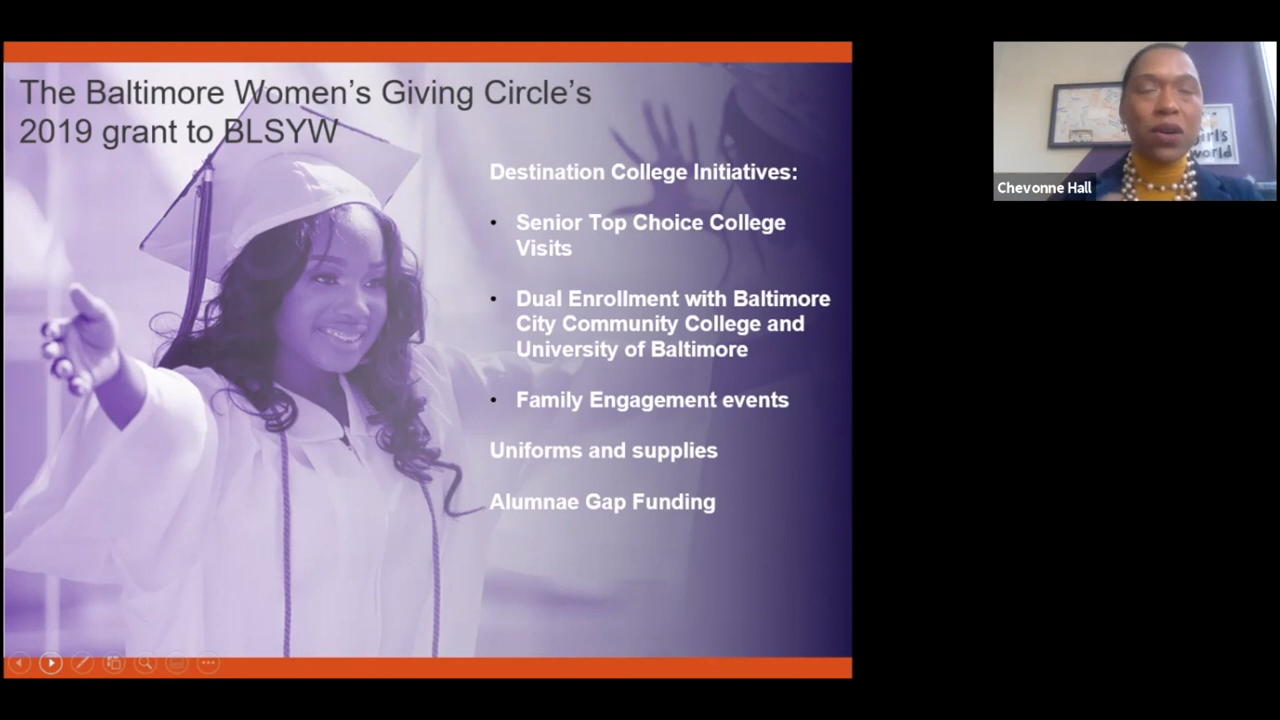 The Baltimore Women's Giving Circle's
2019 grant to BLSYW
Destination College Initiatives:
• Senior Top Choice College
Visits
• Dual Enrollment with Baltimore
City Community College and
University of Baltimore
• Family Engagement events
Uniforms and supplies
Alumnae Gap Funding
girl's
world
Chevonne Hall